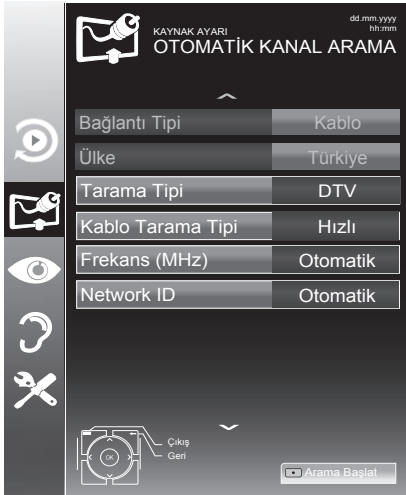 KAYNAK AYARI
dd.mm.yyyy
hh:mm
OTOMATİK KANAL ARAMA
Bağlantı Tipi Kablo
Ülke Türkiye
Tarama Tipi DTV
Kablo Tarama Tipi Hızlı
Frekans (MHz) Otomatik
Network ID Otomatik
Çıkış
OK
Geri
Arama Başlat